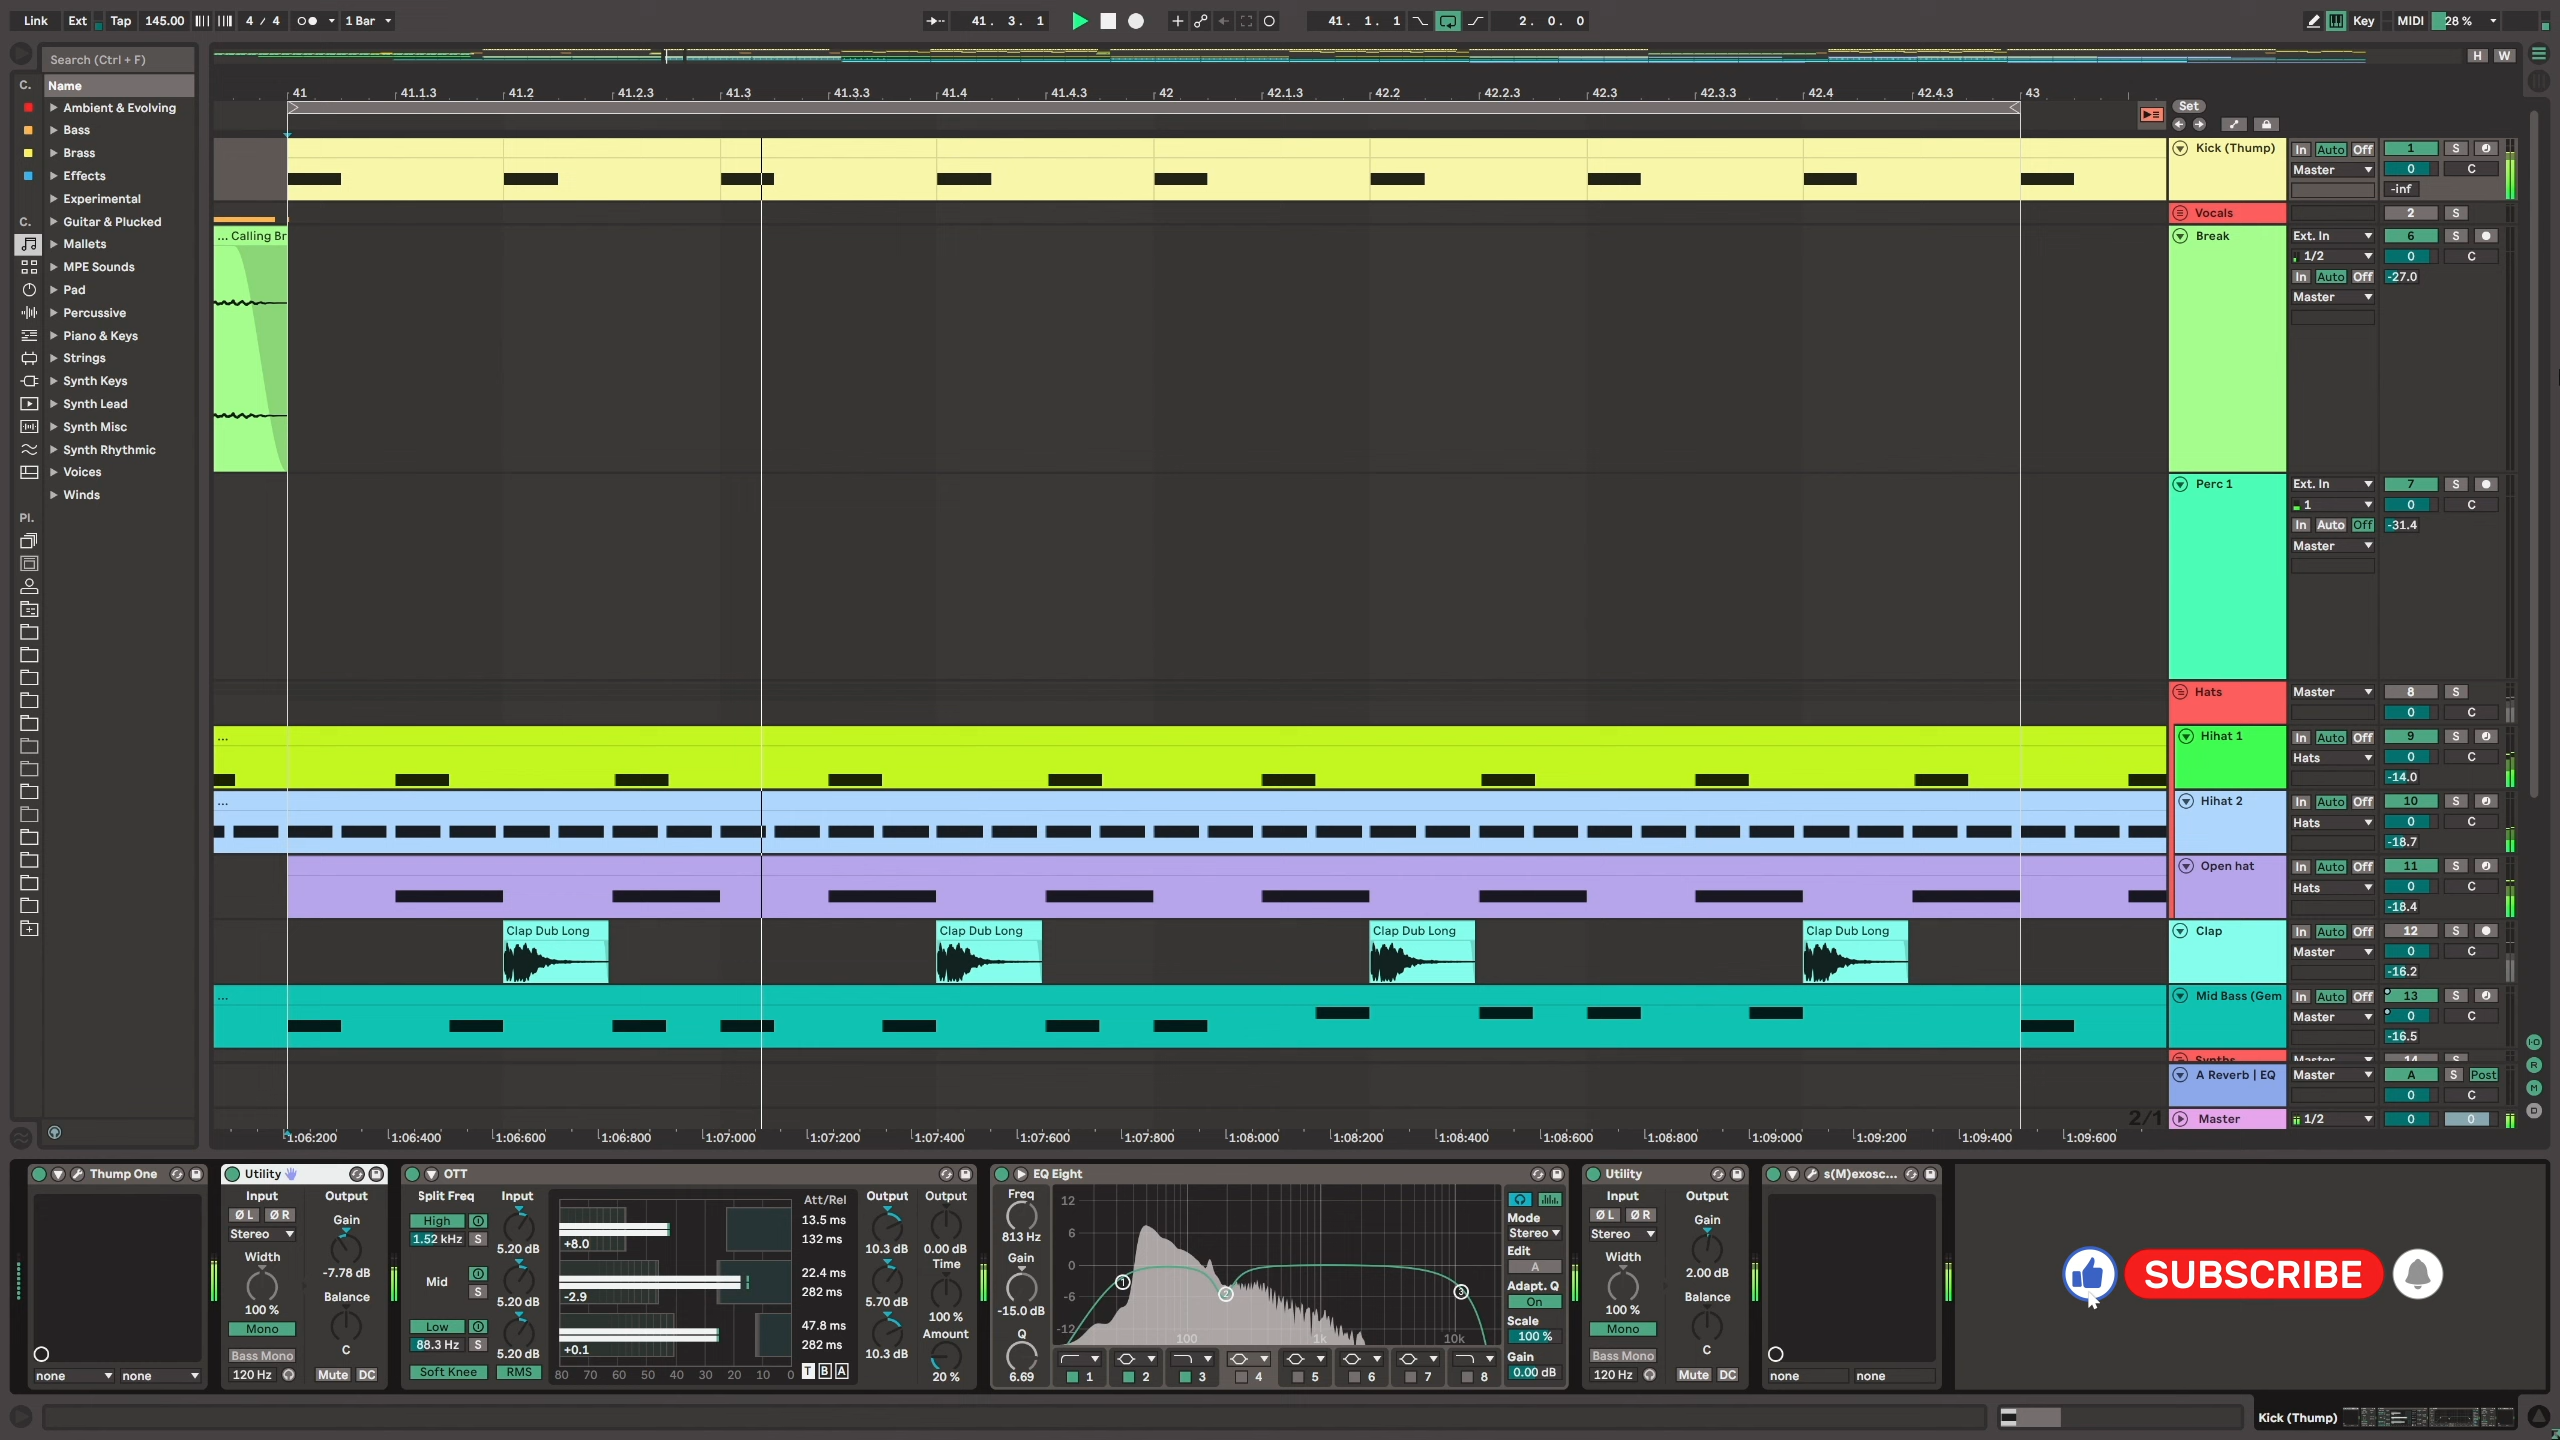 Link Ext Tap 145.00 4 / 4 1 Bar 41. 3. 1 41. 1. 1 2. 0. 0 Key MIDI 28 %
Search (Ctrl + F)
H W
C. Name
Ambient & Evolving
Bass
Brass
Effects
Experimental
C. Guitar & Plucked
Mallets
MPE Sounds
Pad
Percussive
Piano & Keys
Strings
Synth Keys
Synth Lead
Synth Misc
Synth Rhythmic
Voices
Winds
Pl.
41 41.1.3 41.2 41.2.3 41.3 41.3.3 41.4 41.4.3 42 42.1.3 42.2 42.2.3 42.3 42.3.3 42.4 42.4.3 43
Set
Kick (Thump) In Auto Off 1 S
Master 0 C
-inf
Vocals 2 S
... Calling Br
Break Ext. In 6 S
1/2 0 C
In Auto Off -27.0
Master
Perc 1 Ext. In 7 S
1 0 C
In Auto Off -31.4
Master
Hats Master 8 S
0 C
...
Hihat 1 In Auto Off 9 S
Hats 0 C
-14.0
...
Hihat 2 In Auto Off 10 S
Hats 0 C
-18.7
Open hat In Auto Off 11 S
Hats 0 C
-18.4
Clap Dub Long Clap Dub Long Clap Dub Long Clap Dub Long
Clap In Auto Off 12 S
Master 0 C
-16.2
...
Mid Bass (Gem In Auto Off 13 S
Master 0 C
-16.5
Synths Master 14 S
A Reverb | EQ Master A S Post
0 C
2/1 Master 1/2 0 0
1:06:200 1:06:400 1:06:600 1:06:800 1:07:000 1:07:200 1:07:400 1:07:600 1:07:800 1:08:000 1:08:200 1:08:400 1:08:600 1:08:800 1:09:000 1:09:200 1:09:400 1:09:600
I-O
R
M
D
Thump One
none none
Utility
Input Output
Ø L Ø R Gain
Stereo
Width -7.78 dB
Balance
100 %
Mono
Bass Mono C
120 Hz Mute DC
OTT
Split Freq Input Att/Rel Output Output
High 13.5 ms
1.52 kHz S 5.20 dB +8.0 132 ms 10.3 dB 0.00 dB
Time
Mid 22.4 ms
S 5.20 dB -2.9 282 ms 5.70 dB 100 %
Low 47.8 ms Amount
88.3 Hz S 5.20 dB +0.1 282 ms 10.3 dB
Soft Knee RMS 80 70 60 50 40 30 20 10 0 T B A 20 %
EQ Eight
Freq
813 Hz
Gain
-15.0 dB
Q
6.69
12
6
0
-6
-12
1 2 3
100 1k 10k
1 2 3 4 5 6 7 8
Mode
Stereo
Edit
A
Adapt. Q
On
Scale
100 %
Gain
0.00 dB
Utility
Input Output
Ø L Ø R Gain
Stereo
Width 2.00 dB
Balance
100 %
Mono
Bass Mono C
120 Hz Mute DC
s(M)exosc...
none none
SUBSCRIBE
Kick (Thump)